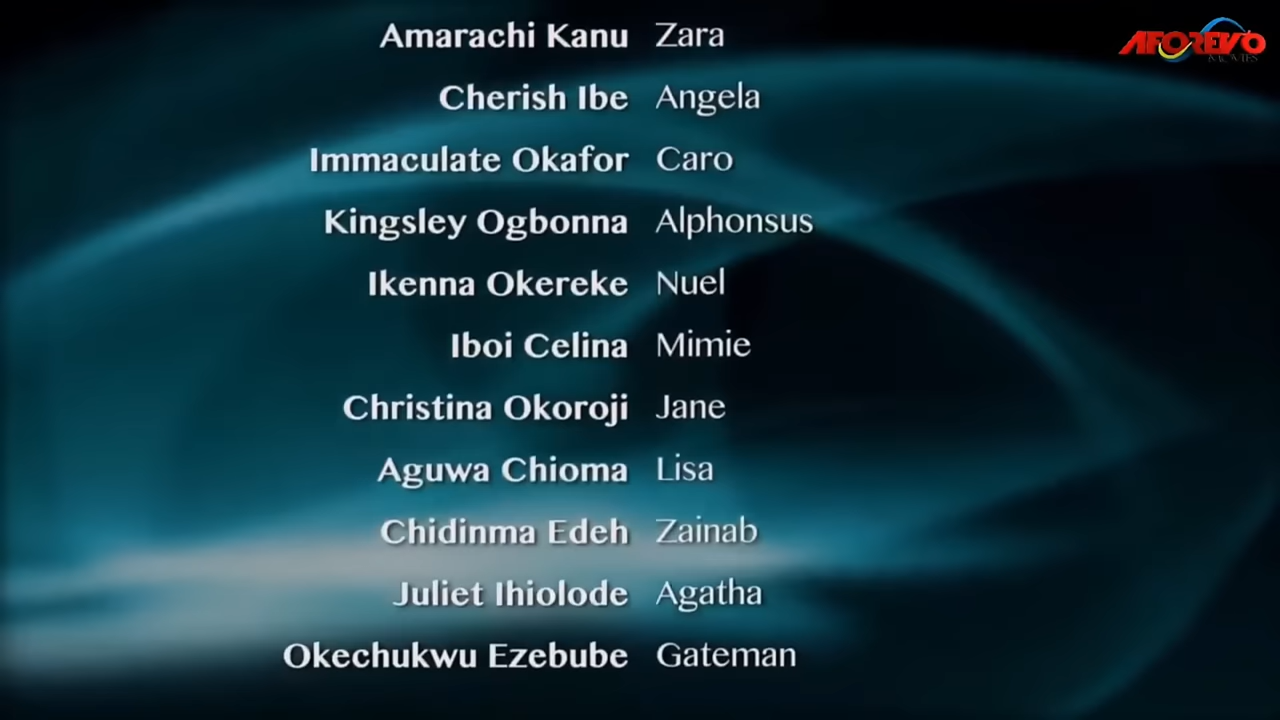 Amarachi Kanu Zara
AFOREVO
MOVIES
Cherish Ibe Angela
Immaculate Okafor Caro
Kingsley Ogbonna Alphonsus
Ikenna Okereke Nuel
Iboi Celina Mimie
Christina Okoroji Jane
Aguwa Chioma Lisa
Chidinma Edeh Zainab
Juliet Ihiolode Agatha
Okechukwu Ezebube Gateman